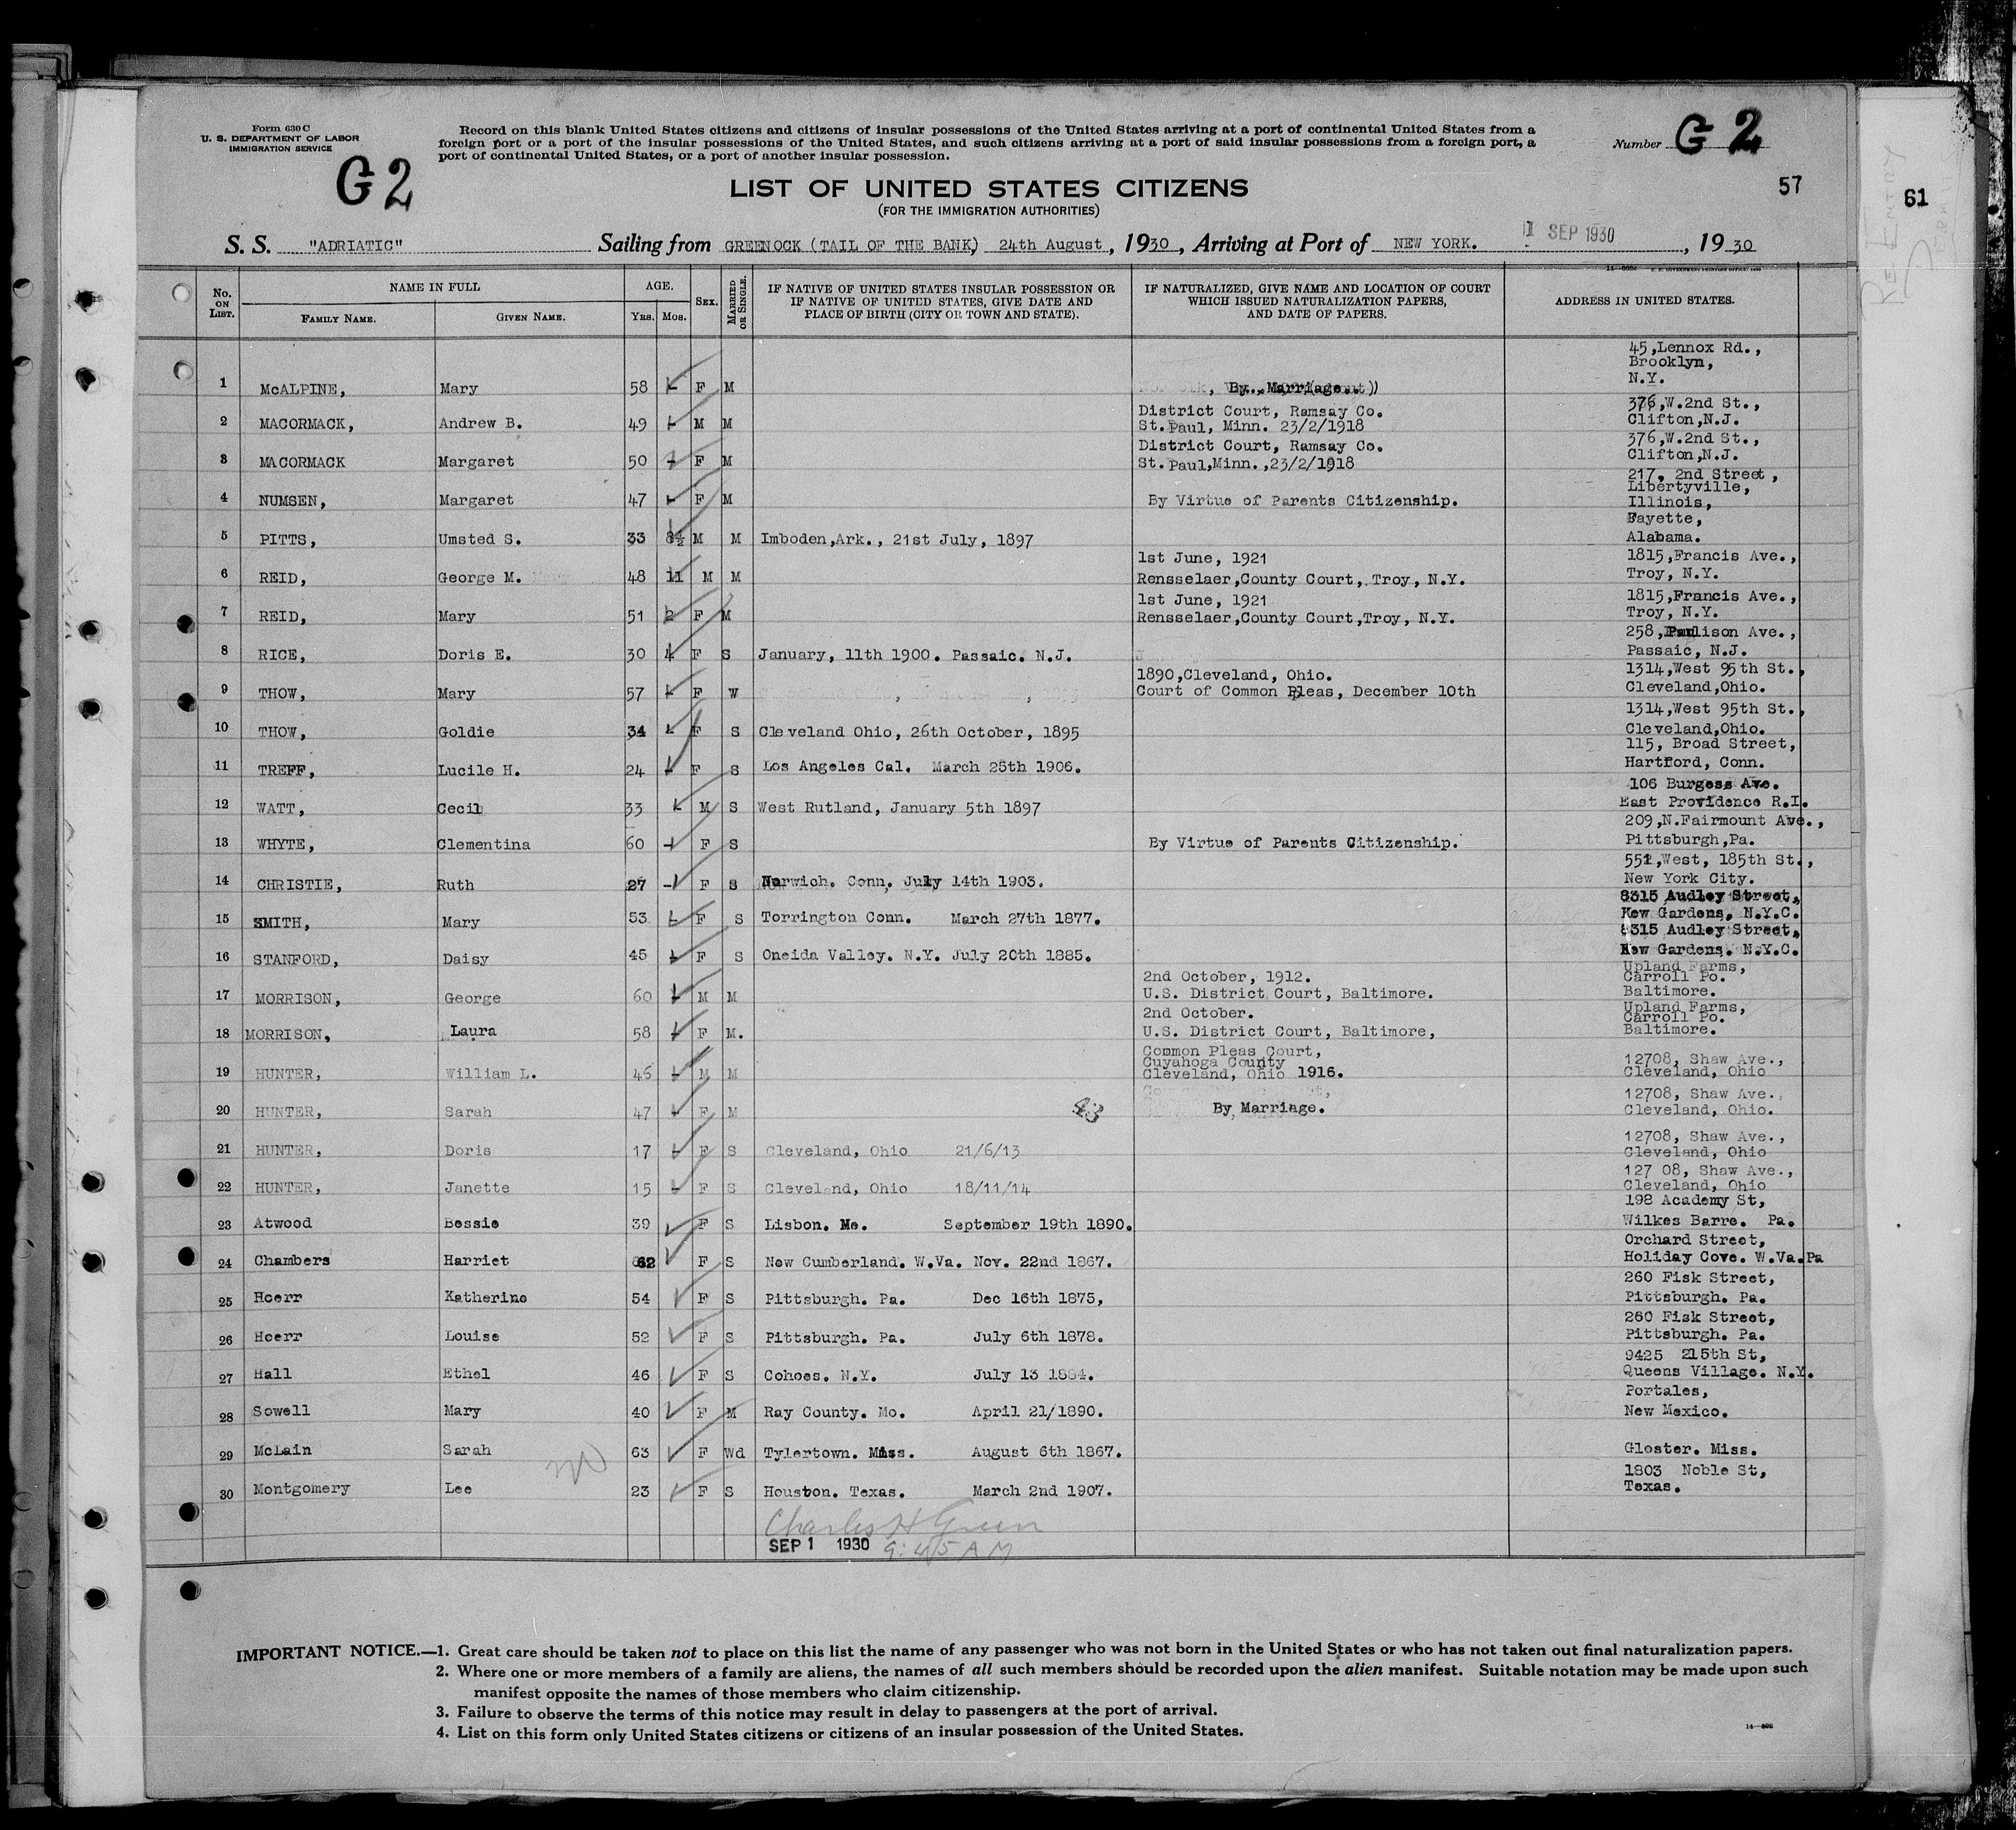 Form 630 C
U. S. DEPARTMENT OF LABOR
IMMIGRATION SERVICE
G2
Record on this blank United States citizens and citizens of insular possessions of the United States arriving at a port of continental United States from a
foreign port or a port of the insular possessions of the United States, and such citizens arriving at a port of said insular possessions from a foreign port, a
port of continental United States, or a port of another insular possession.
Number G 2
57
61
LIST OF UNITED STATES CITIZENS
(FOR THE IMMIGRATION AUTHORITIES)
S. S. "ADRIATIC" Sailing from GREENOCK (TAIL OF THE BANK) 24th August, 1930, Arriving at Port of NEW YORK. 1 SEP 1930, 1930
No. ON LIST. NAME IN FULL FAMILY NAME. GIVEN NAME. AGE. YRS. MOS. SEX. MARRIED OR SINGLE.
IF NATIVE OF UNITED STATES INSULAR POSSESSION OR
IF NATIVE OF UNITED STATES, GIVE DATE AND
PLACE OF BIRTH (CITY OR TOWN AND STATE).
IF NATURALIZED, GIVE NAME AND LOCATION OF COURT
WHICH ISSUED NATURALIZATION PAPERS,
AND DATE OF PAPERS.
ADDRESS IN UNITED STATES.
45,Lennox Rd.,
Brooklyn,
1 McALPINE, Mary 58 - F M By Marriage. N.Y.
District Court, Ramsay Co. 376,W.2nd St.,
2 MACORMACK, Andrew B. 49 - M M St.Paul, Minn. 23/2/1918 Clifton,N.J.
District Court, Ramsay Co. 376,W.2nd St.,
3 MACORMACK Margaret 50 - F M St.Paul,Minn.,23/2/1918 Clifton,N.J.
217, 2nd Street,
Libertyville,
4 NUMSEN, Margaret 47 - F M By Virtue of Parents Citizenship. Illinois,
Fayette,
5 PITTS, Umsted S. 33 M M Imboden,Ark., 21st July, 1897 Alabama.
1st June, 1921 1815,Francis Ave.,
6 REID, George M. 48 11 M M Rensselaer,County Court, Troy, N.Y. Troy, N.Y.
1st June, 1921 1815,Francis Ave.,
7 REID, Mary 51 2 F M Rensselaer,County Court,Troy, N.Y. Troy, N.Y.
258, Ave.,
8 RICE, Doris E. 30 4 F S January, 11th 1900. Passaic. N.J. Passaic, N.J.
1890,Cleveland, Ohio. 1314,West 95th St.,
9 THOW, Mary 57 - F W Court of Common Pleas, December 10th Cleveland,Ohio.
1314,West 95th St.,
10 THOW, Goldie 34 - F S Cleveland Ohio, 26th October, 1895 Cleveland,Ohio.
115, Broad Street,
11 TREFF, Lucile H. 24 - F S Los Angeles Cal. March 25th 1906. Hartford, Conn.
106 Burgess Ave.
12 WATT, Cecil 33 - M S West Rutland, January 5th 1897 East Providence R.I.
209,N.Fairmount Ave.,
13 WHYTE, Clementina 60 - F S By Virtue of Parents Citizenship. Pittsburgh,Pa.
552,West, 185th St.,
14 CHRISTIE, Ruth 27 - F S Norwich. Conn. July 14th 1903. New York City.
8315 Audley Street,
15 SMITH, Mary 53 - F S Torrington Conn. March 27th 1877. Kew Gardens, N.Y.C.
8315 Audley Street,
16 STANFORD, Daisy 45 - F S Oneida Valley. N.Y. July 20th 1885. Kew Gardens. N.Y.C.
2nd October, 1912. Upland Farms,
Carroll Po.
17 MORRISON, George 60 - M M U.S. District Court, Baltimore. Baltimore.
2nd October. Upland Farms,
Carroll Po.
18 MORRISON, Laura 58 - F M. U.S. District Court, Baltimore, Baltimore.
Common Pleas Court,
Cuyahoga County 12708, Shaw Ave.,
19 HUNTER, William L. 46 - M M Cleveland, Ohio 1916. Cleveland, Ohio
12708, Shaw Ave.,
20 HUNTER, Sarah 47 - F M By Marriage. Cleveland, Ohio.
12708, Shaw Ave.,
21 HUNTER, Doris 17 - F S Cleveland, Ohio 21/6/13 Cleveland, Ohio
127 08, Shaw Ave.,
22 HUNTER, Janette 15 - F S Cleveland, Ohio 18/11/14 Cleveland, Ohio
198 Academy St,
23 Atwood Bessie 39 F S Lisbon. Me. September 19th 1890. Wilkes Barre. Pa.
Orchard Street,
24 Chambers Harriet 62 F S New Cumberland. W.Va. Nov. 22nd 1867. Holiday Cove. W.Va.Pa
260 Fisk Street,
25 Hoerr Katherine 54 F S Pittsburgh. Pa. Dec 16th 1875, Pittsburgh. Pa.
260 Fisk Street,
26 Hoerr Louise 52 F S Pittsburgh. Pa. July 6th 1878. Pittsburgh. Pa.
9425 215th St,
27 Hall Ethel 46 F S Cohoes. N.Y. July 13 1884. Queens Village. N.Y.
Portales,
28 Sowell Mary 40 F M Ray County. Mo. April 21/1890. New Mexico.
29 McLain Sarah 63 F Wd Tylertown. Miss. August 6th 1867. Gloster. Miss.
1803 Noble St,
30 Montgomery Lee 23 F S Houston. Texas. March 2nd 1907. Texas.
Charles H Green
SEP 1 1930 9:45 AM
IMPORTANT NOTICE.—1. Great care should be taken not to place on this list the name of any passenger who was not born in the United States or who has not taken out final naturalization papers.
2. Where one or more members of a family are aliens, the names of all such members should be recorded upon the alien manifest. Suitable notation may be made upon such
manifest opposite the names of those members who claim citizenship.
3. Failure to observe the terms of this notice may result in delay to passengers at the port of arrival.
4. List on this form only United States citizens or citizens of an insular possession of the United States.